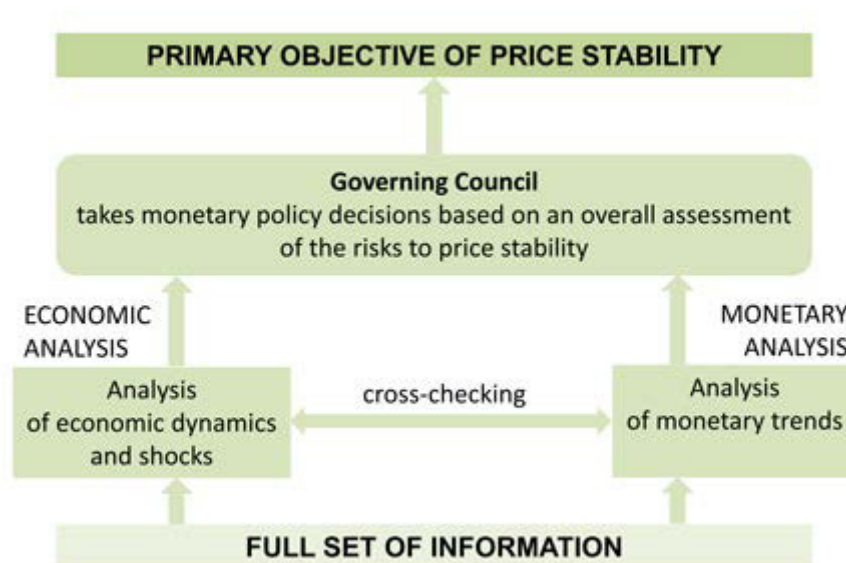 PRIMARY OBJECTIVE OF PRICE STABILITY
Governing Council
takes monetary policy decisions based on an overall assessment
of the risks to price stability
ECONOMIC
ANALYSIS
MONETARY
ANALYSIS
Analysis
of economic dynamics
and shocks
cross-checking
Analysis
of monetary trends
FULL SET OF INFORMATION